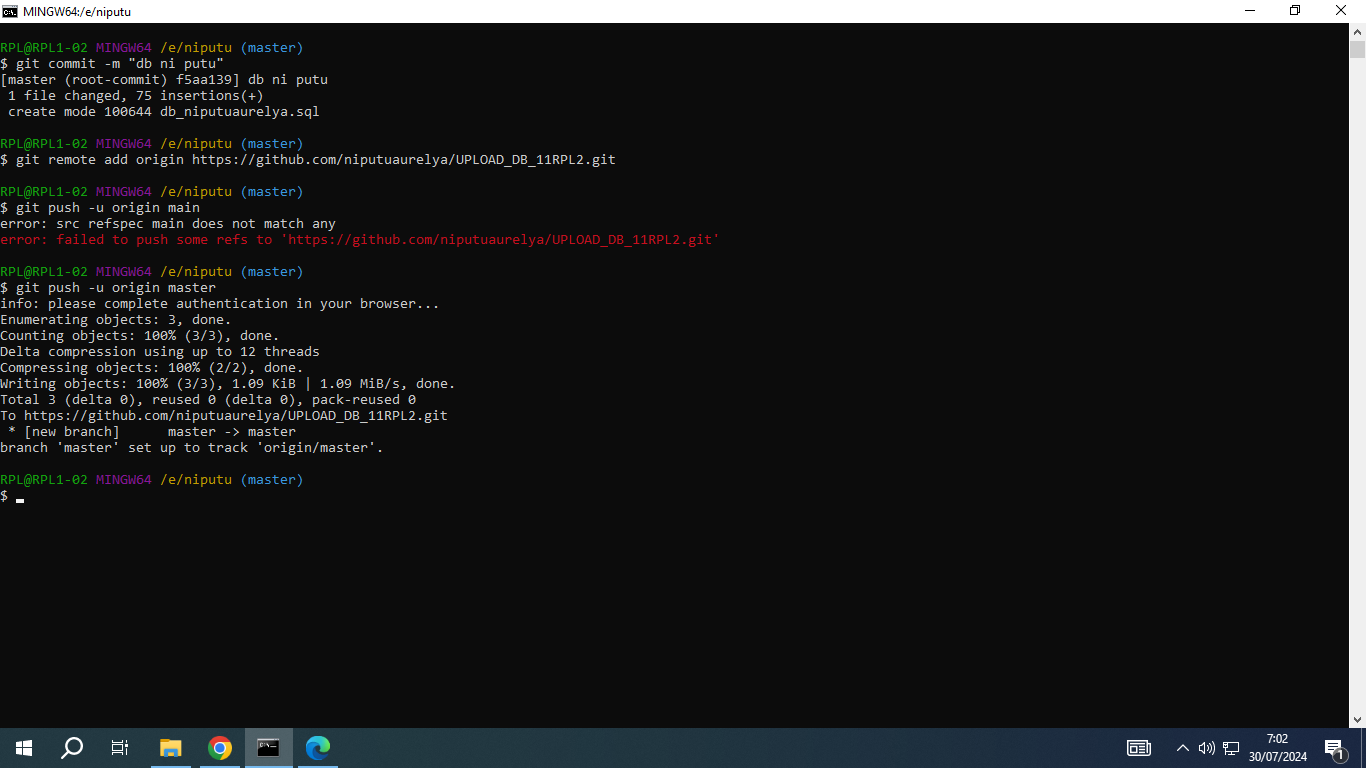 MINGW64:/e/niputu
RPL@RPL1-02 MINGW64 /e/niputu (master)
$ git commit -m "db ni putu"
[master (root-commit) f5aa139] db ni putu
 1 file changed, 75 insertions(+)
 create mode 100644 db_niputuaurelya.sql
RPL@RPL1-02 MINGW64 /e/niputu (master)
$ git remote add origin https://github.com/niputuaurelya/UPLOAD_DB_11RPL2.git
RPL@RPL1-02 MINGW64 /e/niputu (master)
$ git push -u origin main
error: src refspec main does not match any
error: failed to push some refs to 'https://github.com/niputuaurelya/UPLOAD_DB_11RPL2.git'
RPL@RPL1-02 MINGW64 /e/niputu (master)
$ git push -u origin master
info: please complete authentication in your browser...
Enumerating objects: 3, done.
Counting objects: 100% (3/3), done.
Delta compression using up to 12 threads
Compressing objects: 100% (2/2), done.
Writing objects: 100% (3/3), 1.09 KiB | 1.09 MiB/s, done.
Total 3 (delta 0), reused 0 (delta 0), pack-reused 0
To https://github.com/niputuaurelya/UPLOAD_DB_11RPL2.git
 * [new branch]      master -> master
branch 'master' set up to track 'origin/master'.
RPL@RPL1-02 MINGW64 /e/niputu (master)
$
7:02
30/07/2024
1